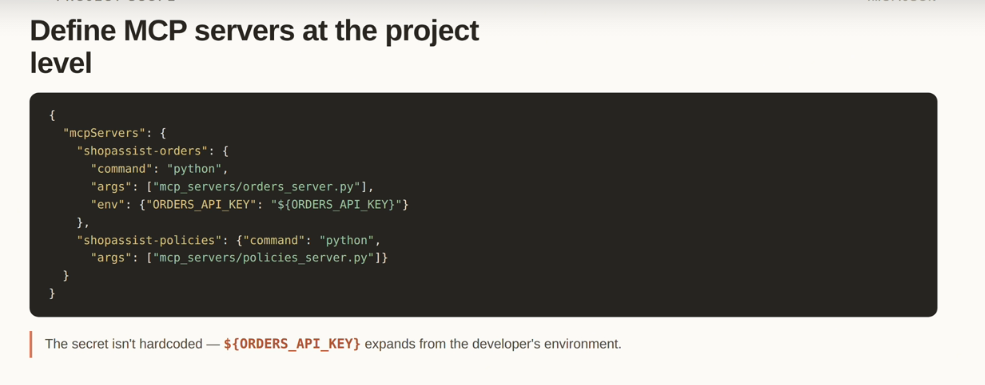 Define MCP servers at the project
level
{
"mcpServers": {
"shopassist-orders": {
"command": "python",
"args": ["mcp_servers/orders_server.py"],
"env": {"ORDERS_API_KEY": "${ORDERS_API_KEY}"}
},
"shopassist-policies": {"command": "python",
"args": ["mcp_servers/policies_server.py"]}
}
}
The secret isn't hardcoded — ${ORDERS_API_KEY} expands from the developer's environment.